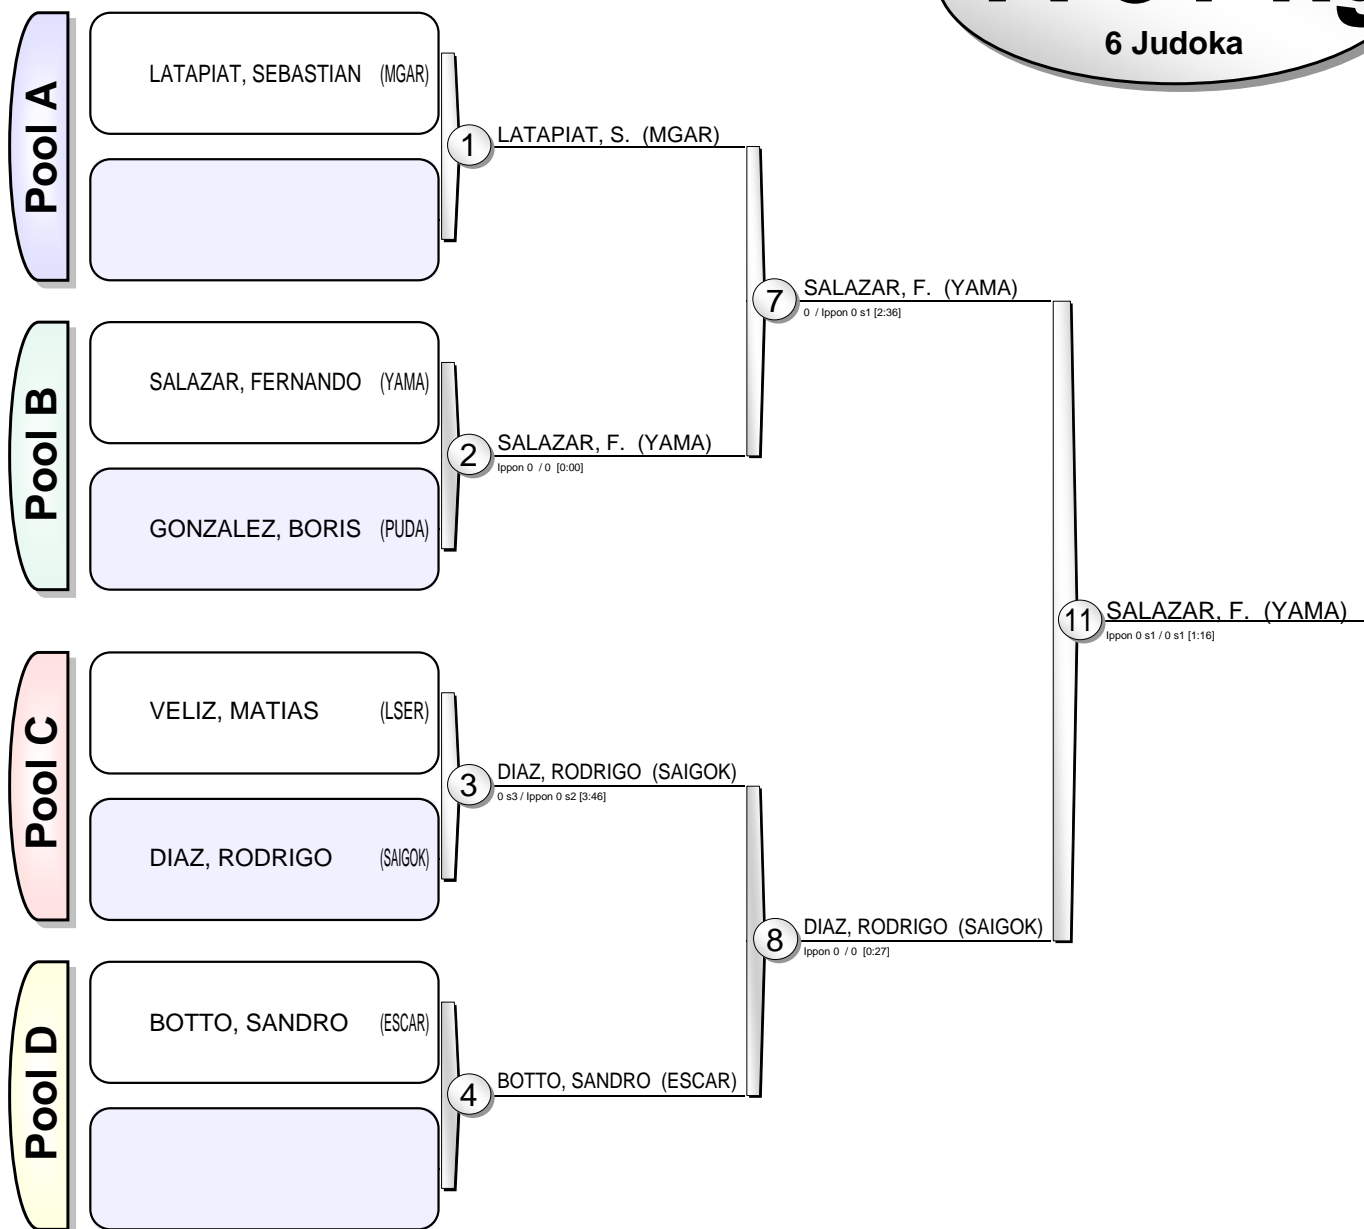 6 Judoka
Pool A
LATAPIAT, SEBASTIAN (MGAR)
1
LATAPIAT, S. (MGAR)
7
SALAZAR, F. (YAMA)
0 / Ippon 0 s1 [2:36]
Pool B
SALAZAR, FERNANDO (YAMA)
2
SALAZAR, F. (YAMA)
Ippon 0 / 0 [0:00]
GONZALEZ, BORIS (PUDA)
11
SALAZAR, F. (YAMA)
Ippon 0 s1 / 0 s1 [1:16]
Pool C
VELIZ, MATIAS (LSER)
3
DIAZ, RODRIGO (SAIGOK)
0 s3 / Ippon 0 s2 [3:46]
DIAZ, RODRIGO (SAIGOK)
8
DIAZ, RODRIGO (SAIGOK)
Ippon 0 / 0 [0:27]
Pool D
BOTTO, SANDRO (ESCAR)
4
BOTTO, SANDRO (ESCAR)